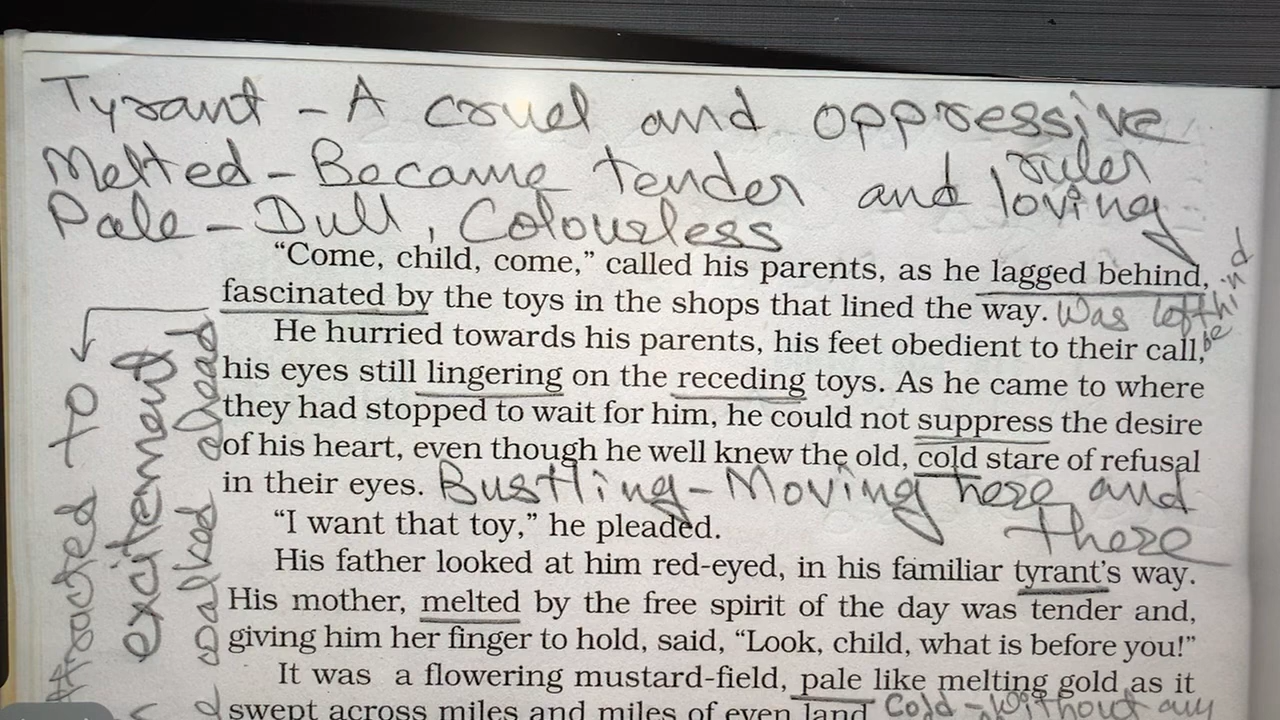 Tyrant - A cruel and oppressive
ruler
Melted - Became tender and loving
Pale - Dull, Colourless
"Come, child, come," called his parents, as he lagged behind,
fascinated by the toys in the shops that lined the way. Was left
behind
He hurried towards his parents, his feet obedient to their call,
his eyes still lingering on the receding toys. As he came to where
they had stopped to wait for him, he could not suppress the desire
of his heart, even though he well knew the old, cold stare of refusal
in their eyes. Bustling - Moving here and
there
"I want that toy," he pleaded.
His father looked at him red-eyed, in his familiar tyrant's way.
His mother, melted by the free spirit of the day was tender and,
giving him her finger to hold, said, "Look, child, what is before you!"
It was a flowering mustard-field, pale like melting gold as it
swept across miles and miles of even land
Cold - Without any
Attracted to
excitement
walked ahead